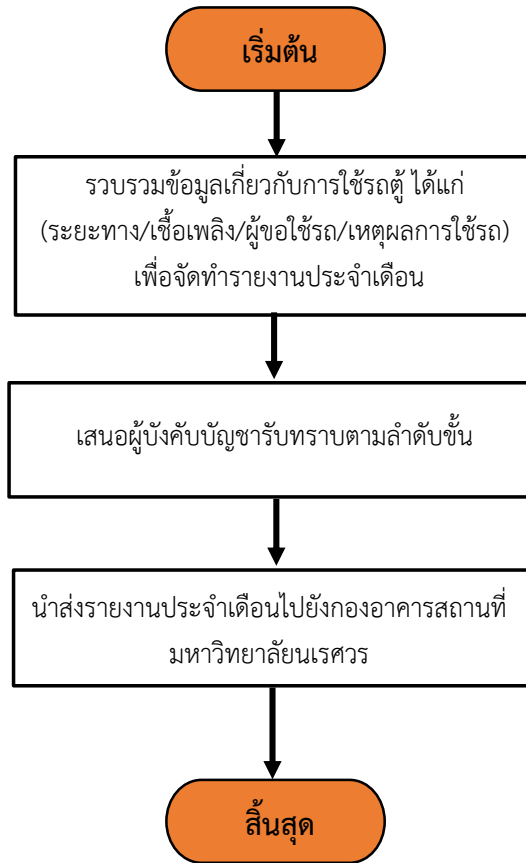 เริ่มต้น
รวบรวมข้อมูลเกี่ยวกับการใช้รถตู้ ได้แก่
(ระยะทาง/เชื้อเพลิง/ผู้ขอใช้รถ/เหตุผลการใช้รถ)
เพื่อจัดทำรายงานประจำเดือน
เสนอผู้บังคับบัญชารับทราบตามลำดับขั้น
นำส่งรายงานประจำเดือนไปยังกองอาคารสถานที่
มหาวิทยาลัยนเรศวร
สิ้นสุด